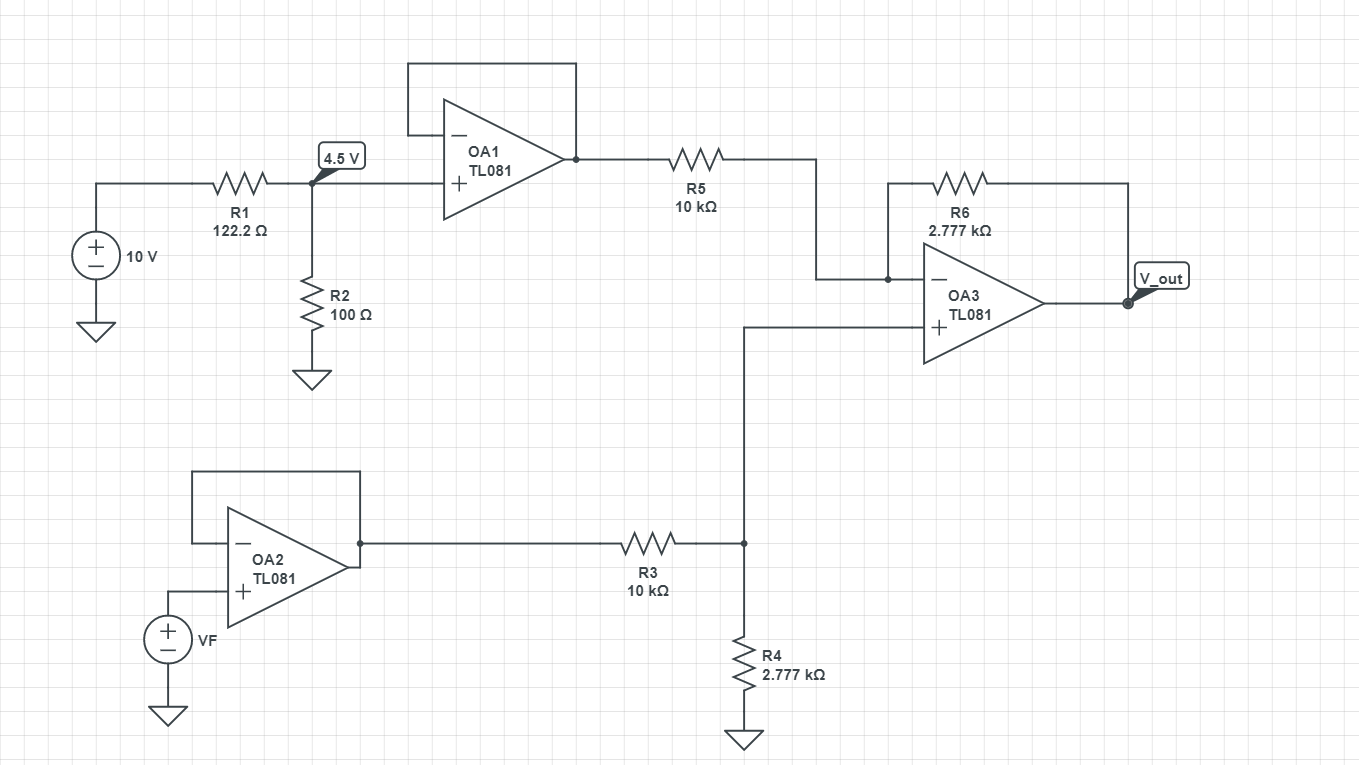 4.5 V
OA1
TL081
R1
122.2 Ω
10 V
R2
100 Ω
R5
10 kΩ
R6
2.777 kΩ
OA3
TL081
V_out
OA2
TL081
VF
R3
10 kΩ
R4
2.777 kΩ